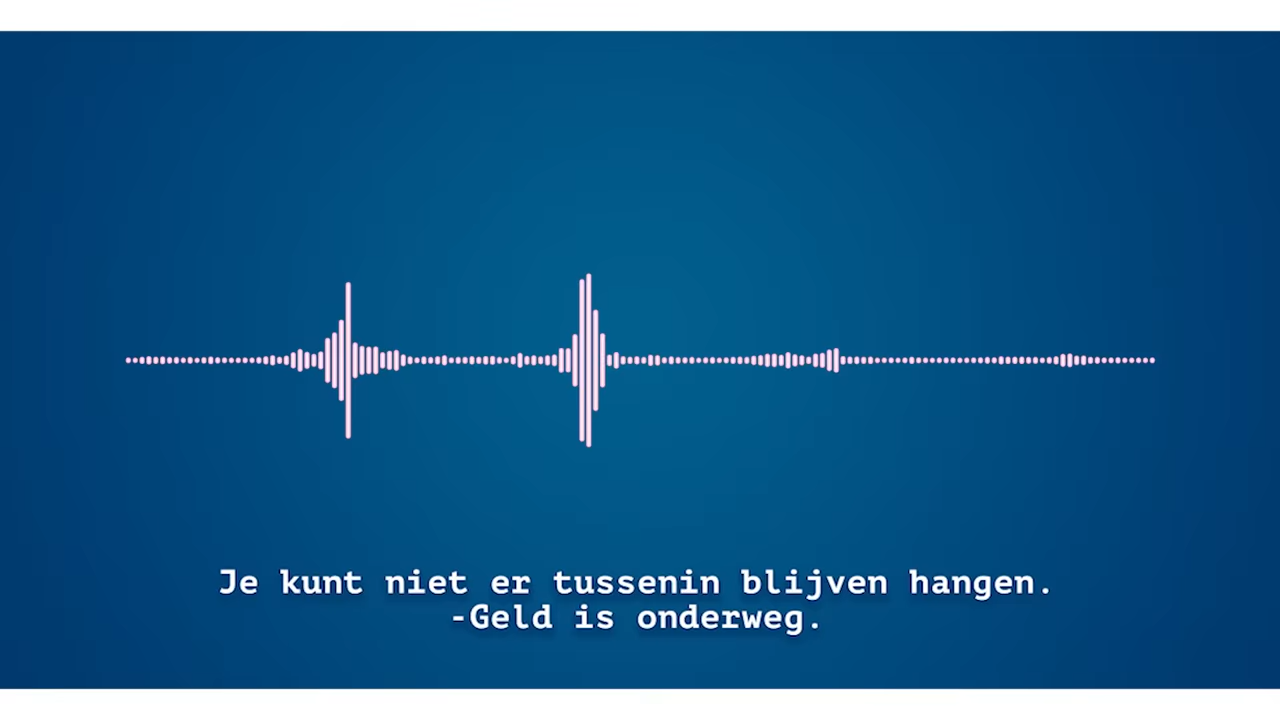 Je kunt niet er tussenin blijven hangen.
-Geld is onderweg.